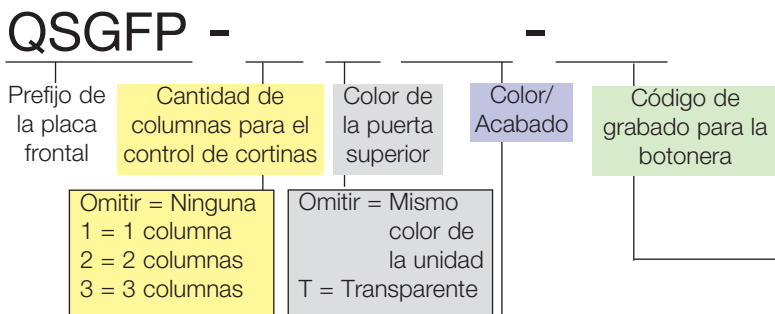 QSGFP - -
Prefijo de
la placa
frontal
Cantidad de
columnas para el
control de cortinas
Color de
la puerta
superior
Color/
Acabado
Código de
grabado para la
botonera
Omitir = Ninguna
1 = 1 columna
2 = 2 columnas
3 = 3 columnas
Omitir = Mismo
color de
la unidad
T = Transparente